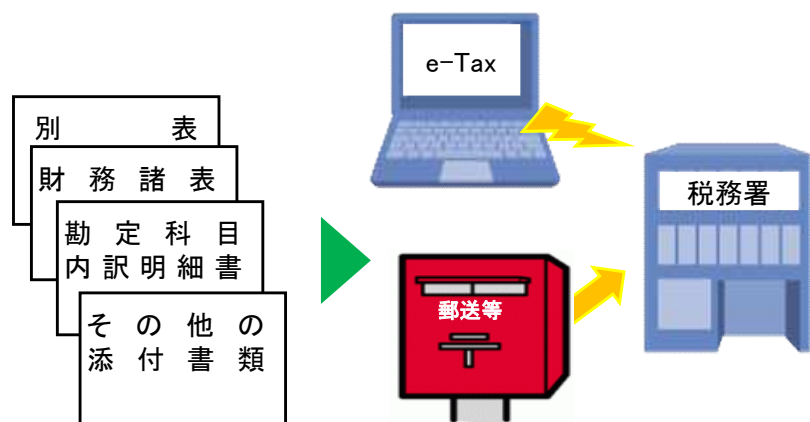 別表
財務諸表
勘定科目
内訳明細書
その他の
添付書類
e-Tax
郵送等
税務署